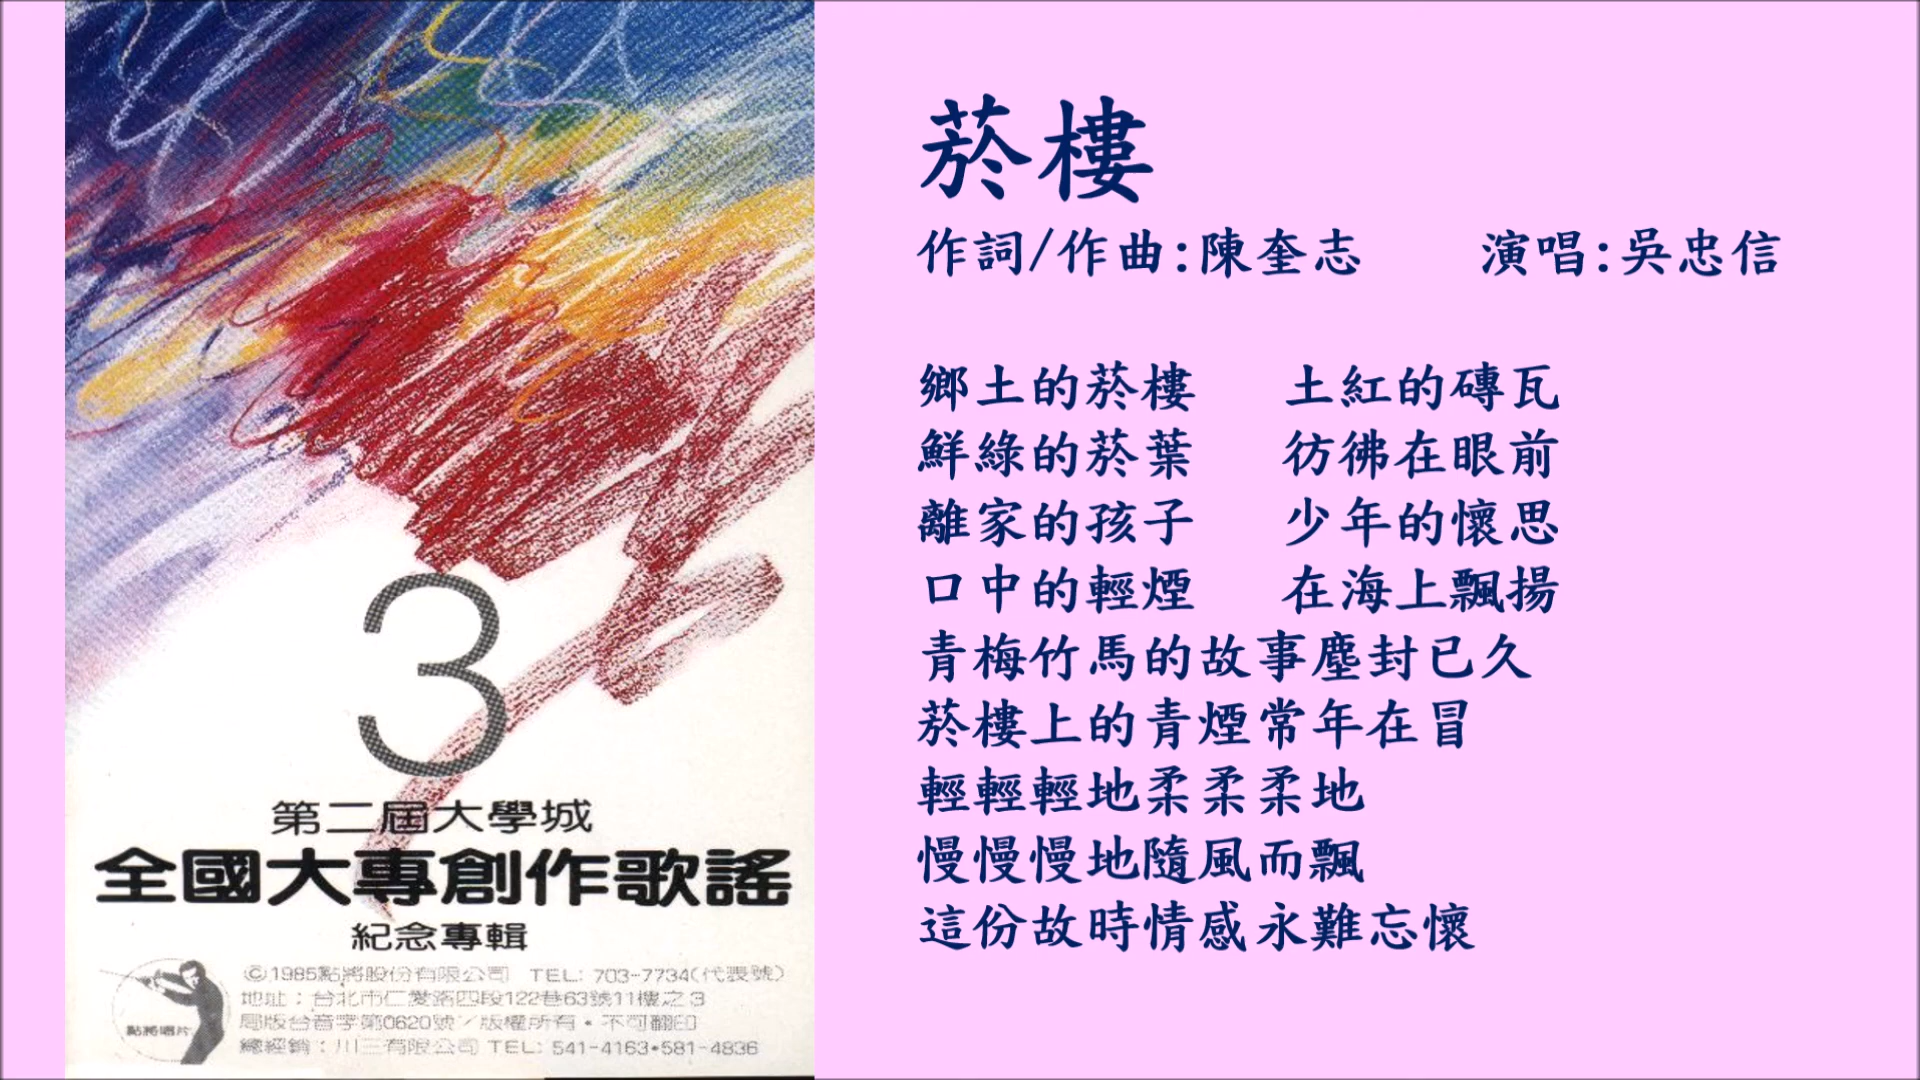 3
第二屆大學城
全國大專創作歌謠
紀念專輯
©1985點將股份有限公司 TEL: 703-7734(代表號)
地址：台北市仁愛路四段122巷63號11樓之3
局版台音字第0620號／版權所有・不可翻印
總經銷：川三有限公司 TEL: 541-4163•581-4836
點將唱片
菸樓
作詞/作曲:陳奎志 演唱:吳忠信
鄉土的菸樓 土紅的磚瓦
鮮綠的菸葉 彷彿在眼前
離家的孩子 少年的懷思
口中的輕煙 在海上飄揚
青梅竹馬的故事塵封已久
菸樓上的青煙常年在冒
輕輕輕地柔柔柔地
慢慢慢地隨風而飄
這份故時情感永難忘懷